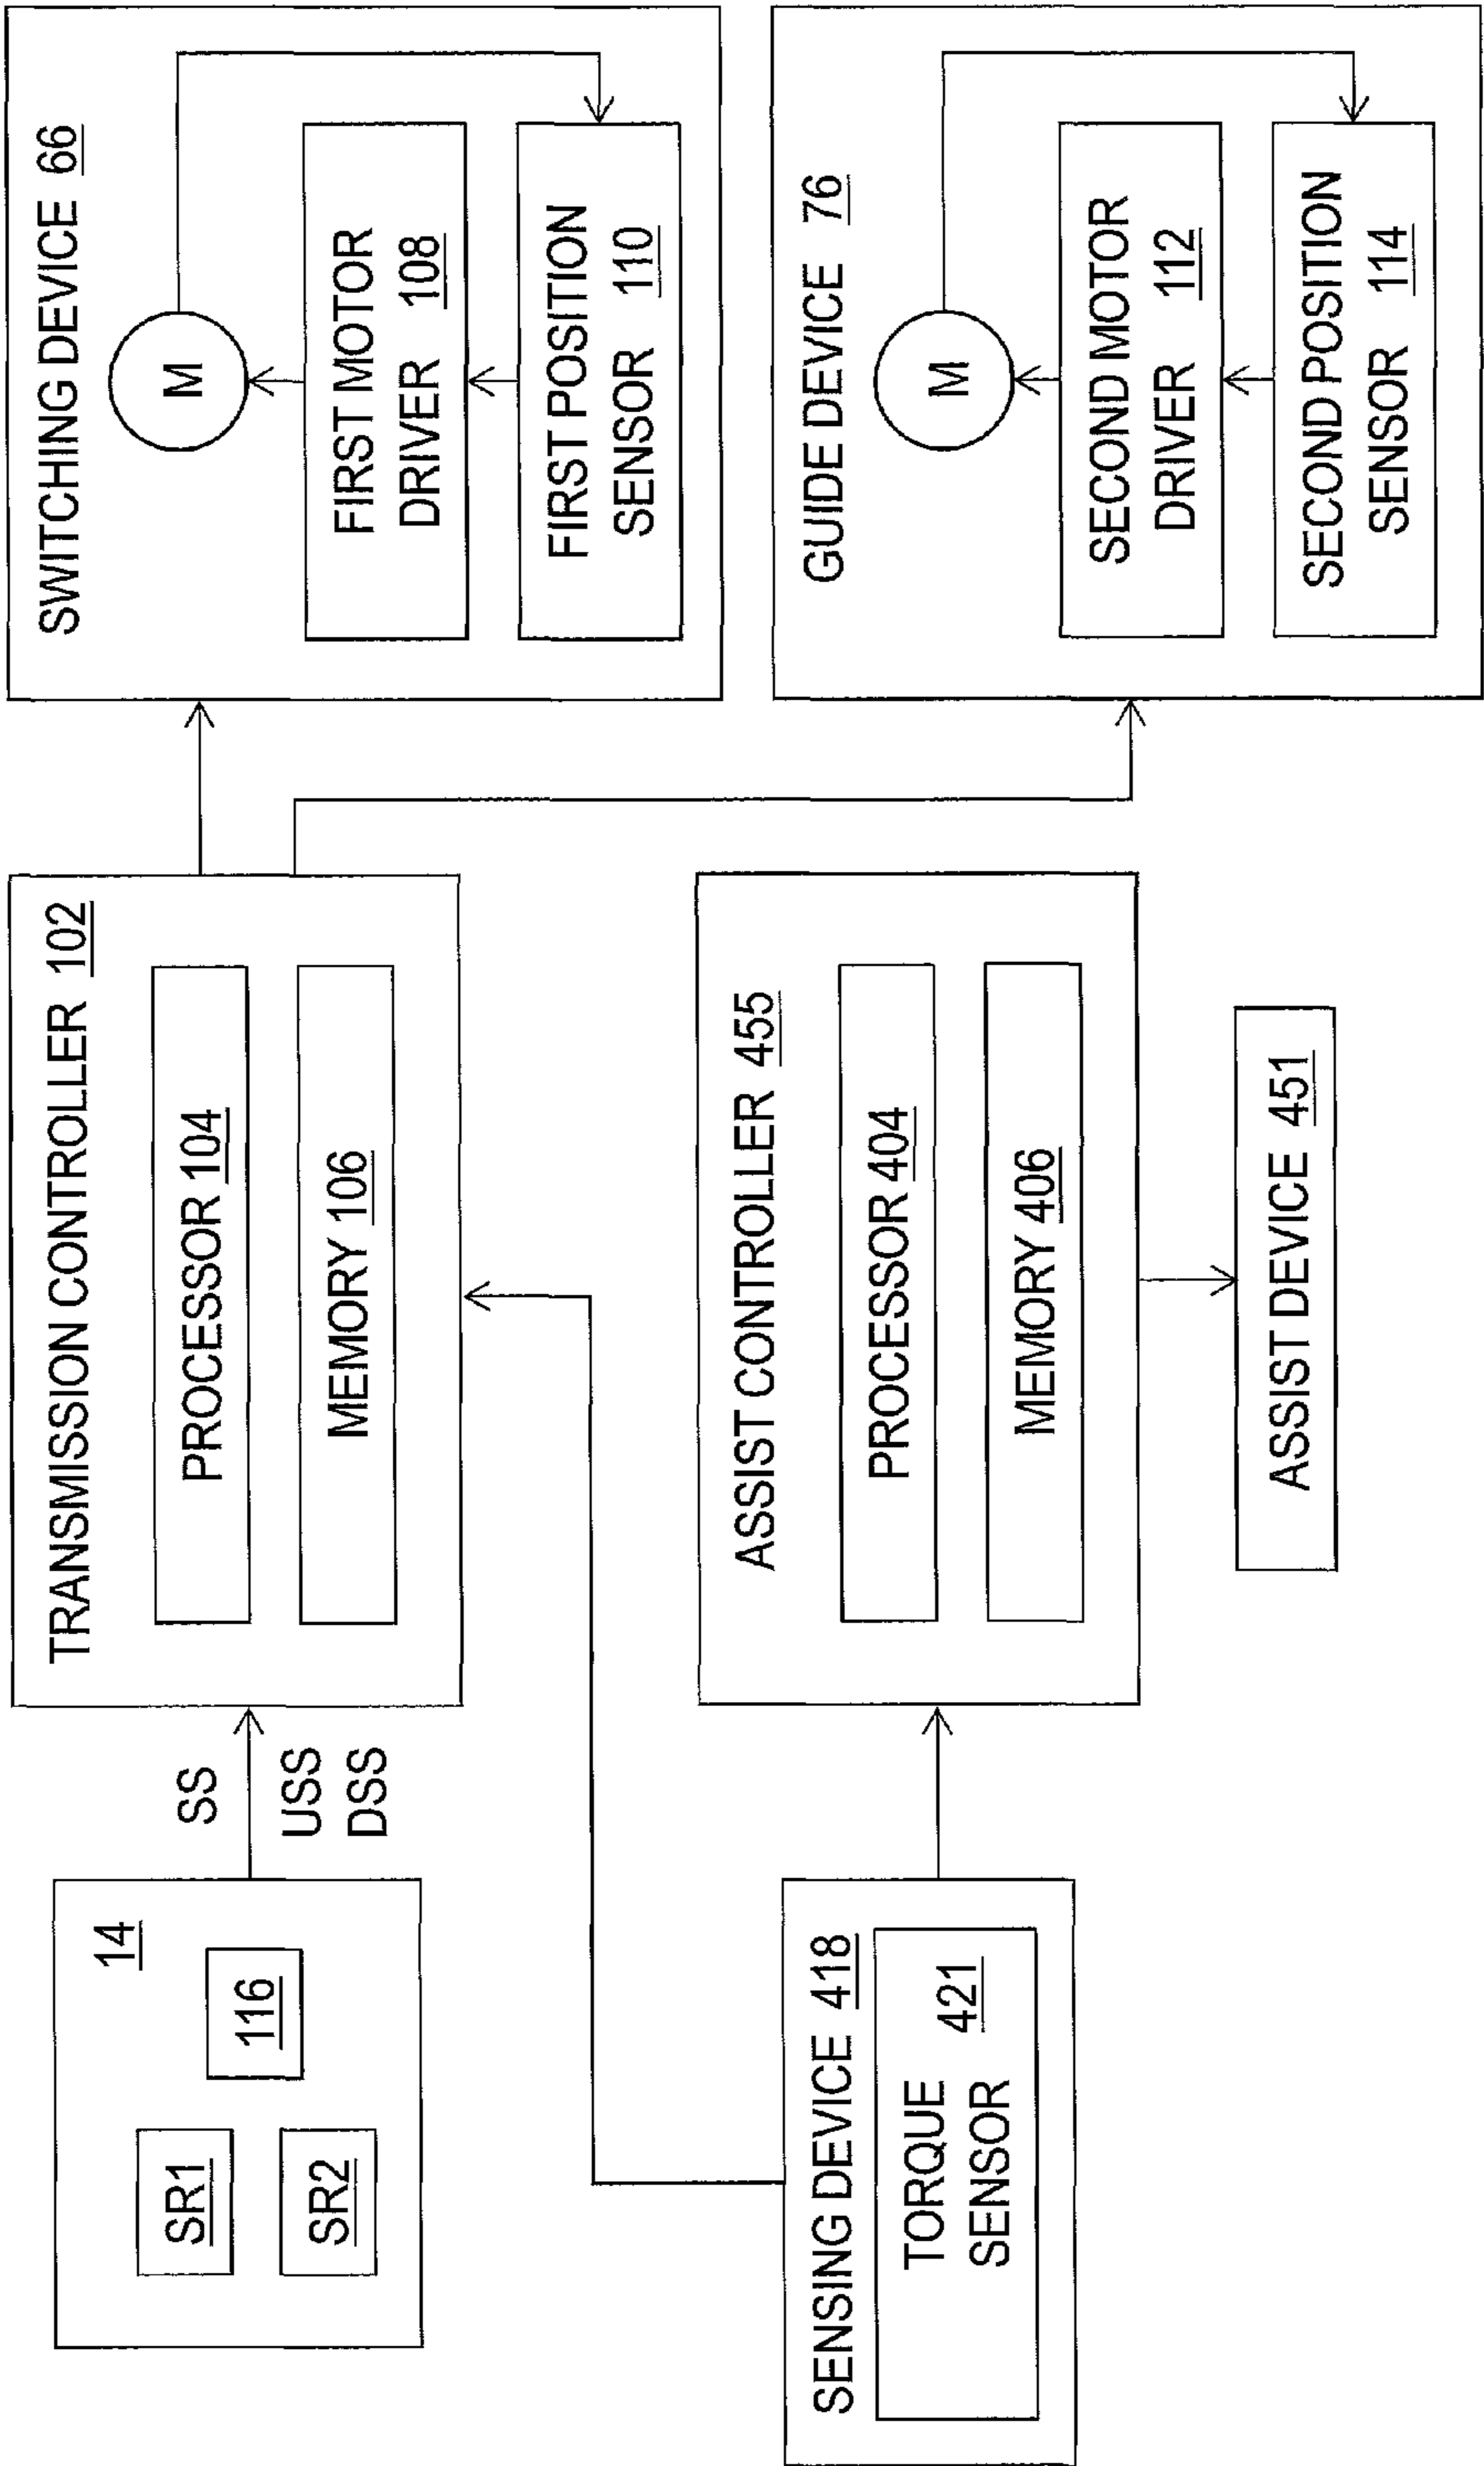 14
SR1
116
SR2
SS
USS
DSS
TRANSMISSION CONTROLLER 102
PROCESSOR 104
MEMORY 106
SWITCHING DEVICE 66
M
FIRST MOTOR
DRIVER 108
FIRST POSITION
SENSOR 110
SENSING DEVICE 418
TORQUE 421
SENSOR
ASSIST CONTROLLER 455
PROCESSOR 404
MEMORY 406
ASSIST DEVICE 451
GUIDE DEVICE 76
M
SECOND MOTOR
DRIVER 112
SECOND POSITION
SENSOR 114